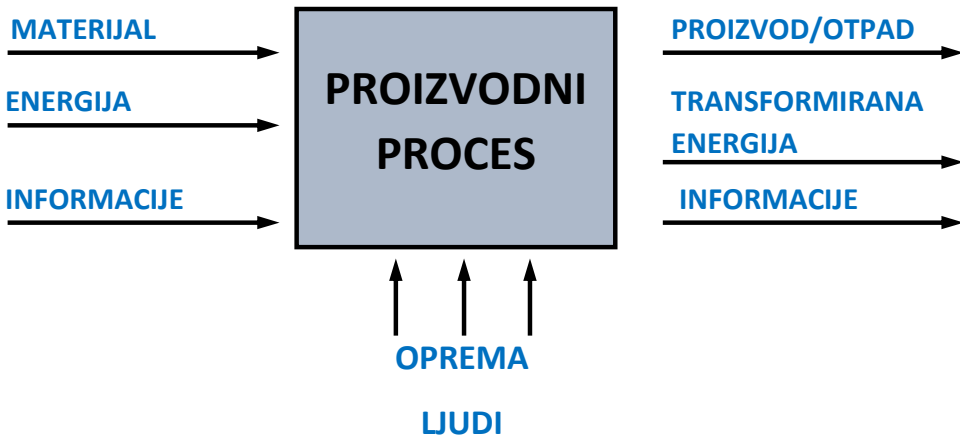 MATERIJAL
ENERGIJA
INFORMACIJE
PROIZVODNI
PROCES
PROIZVOD/OTPAD
TRANSFORMIRANA
ENERGIJA
INFORMACIJE
OPREMA
LJUDI